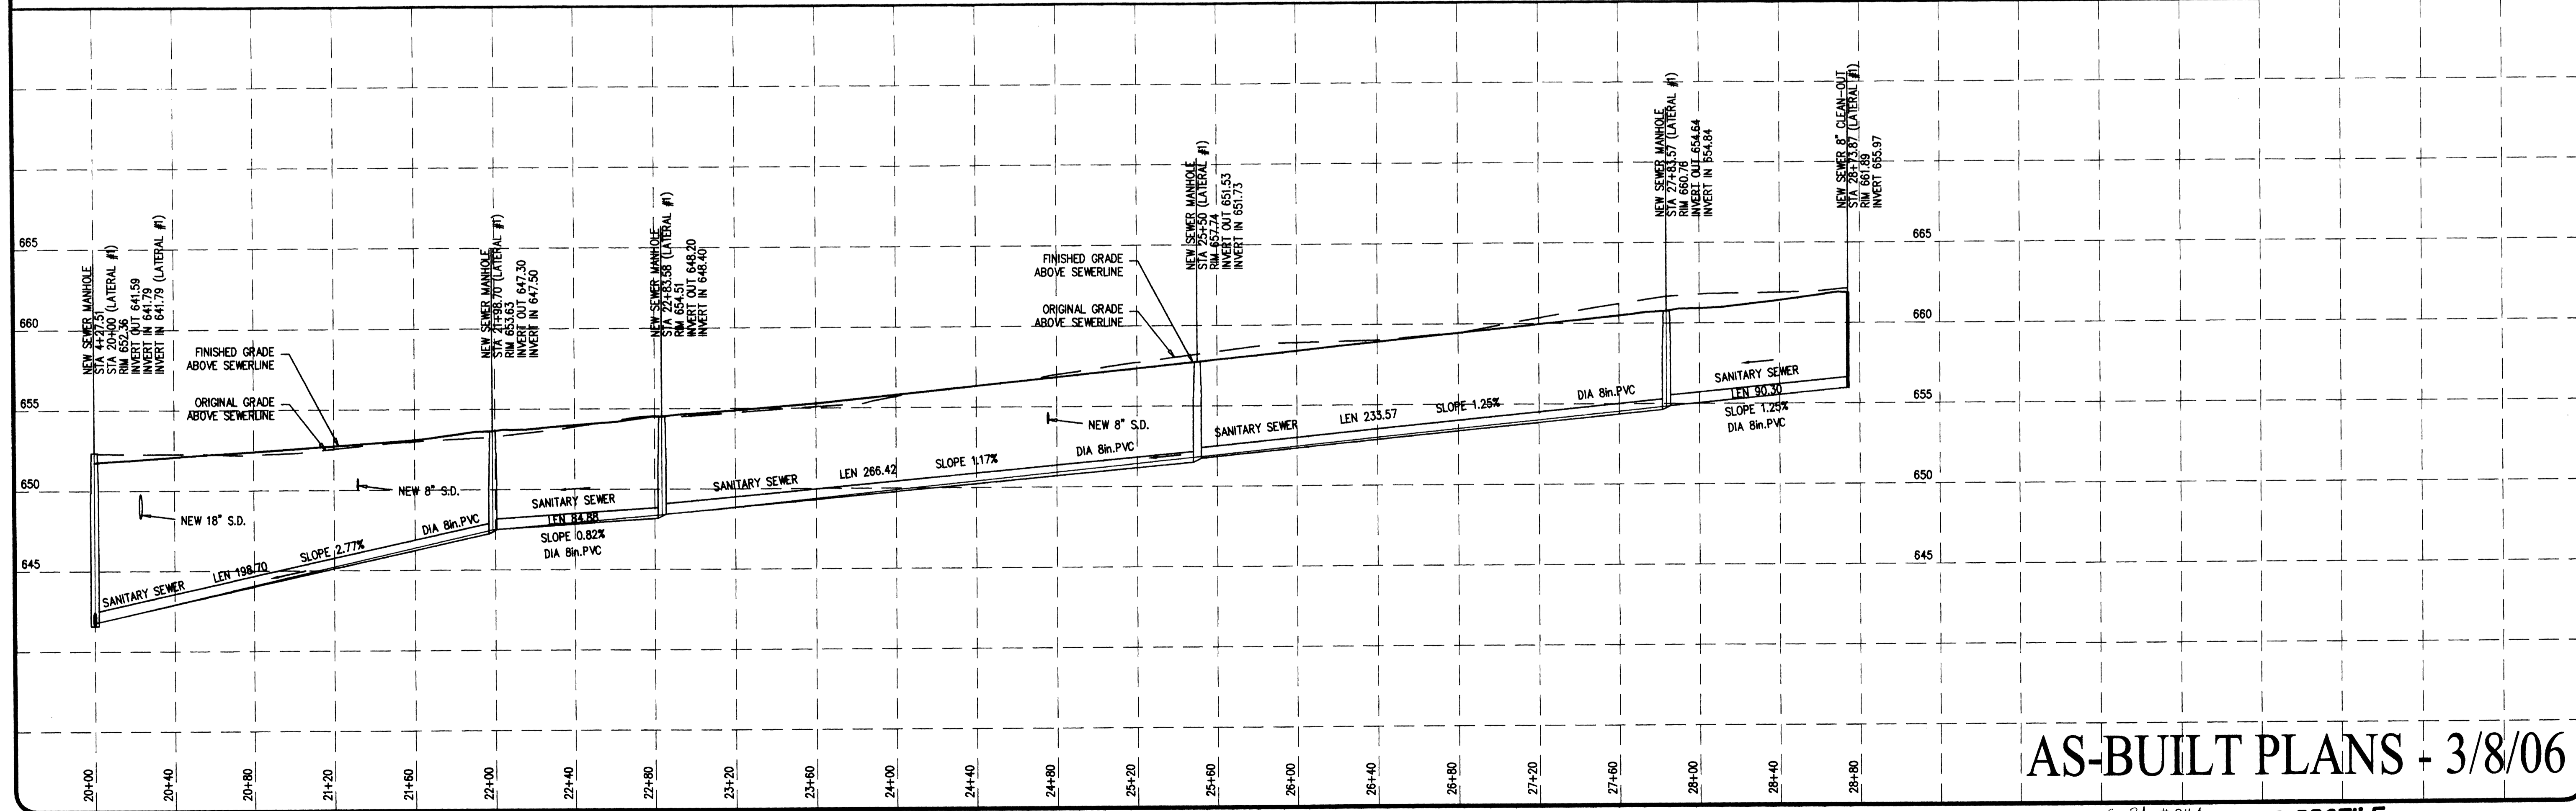 NEW SEWER MANHOLE
STA 4+27.51
STA 20+00 (LATERAL #1)
RIM 652.36
INVERT OUT 641.59
INVERT IN 641.79
INVERT IN 641.79 (LATERAL #1)
NEW SEWER MANHOLE
STA 21+98.70 (LATERAL #1)
RIM 653.63
INVERT OUT 647.30
INVERT IN 647.50
NEW SEWER MANHOLE
STA 22+83.58 (LATERAL #1)
RIM 654.51
INVERT OUT 648.20
INVERT IN 648.40
NEW SEWER MANHOLE
STA 25+50 (LATERAL #1)
RIM 657.74
INVERT OUT 651.53
INVERT IN 651.73
NEW SEWER MANHOLE
STA 27+83.57 (LATERAL #1)
RIM 660.76
INVERT OUT 654.64
INVERT IN 654.84
NEW SEWER 8" CLEAN-OUT
STA 28+73.87 (LATERAL #1)
RIM 661.89
INVERT 655.97
665
660
655
650
645
FINISHED GRADE
ABOVE SEWERLINE
ORIGINAL GRADE
ABOVE SEWERLINE
NEW 18" S.D.
NEW 8" S.D.
SANITARY SEWER
LEN 198.70
SLOPE 2.77%
DIA 8in.PVC
SANITARY SEWER
LEN 84.88
SLOPE 0.82%
DIA 8in.PVC
FINISHED GRADE
ABOVE SEWERLINE
ORIGINAL GRADE
ABOVE SEWERLINE
NEW 8" S.D.
SANITARY SEWER
LEN 266.42
SLOPE 1.17%
DIA 8in.PVC
SANITARY SEWER
LEN 233.57
SLOPE 1.25%
DIA 8in.PVC
SANITARY SEWER
LEN 90.30
SLOPE 1.25%
DIA 8in.PVC
665
660
655
650
645
20+00
20+40
20+80
21+20
21+60
22+00
22+40
22+80
23+20
23+60
24+00
24+40
24+80
25+20
25+60
26+00
26+40
26+80
27+20
27+60
28+00
28+40
28+80
AS-BUILT PLANS - 3/8/06